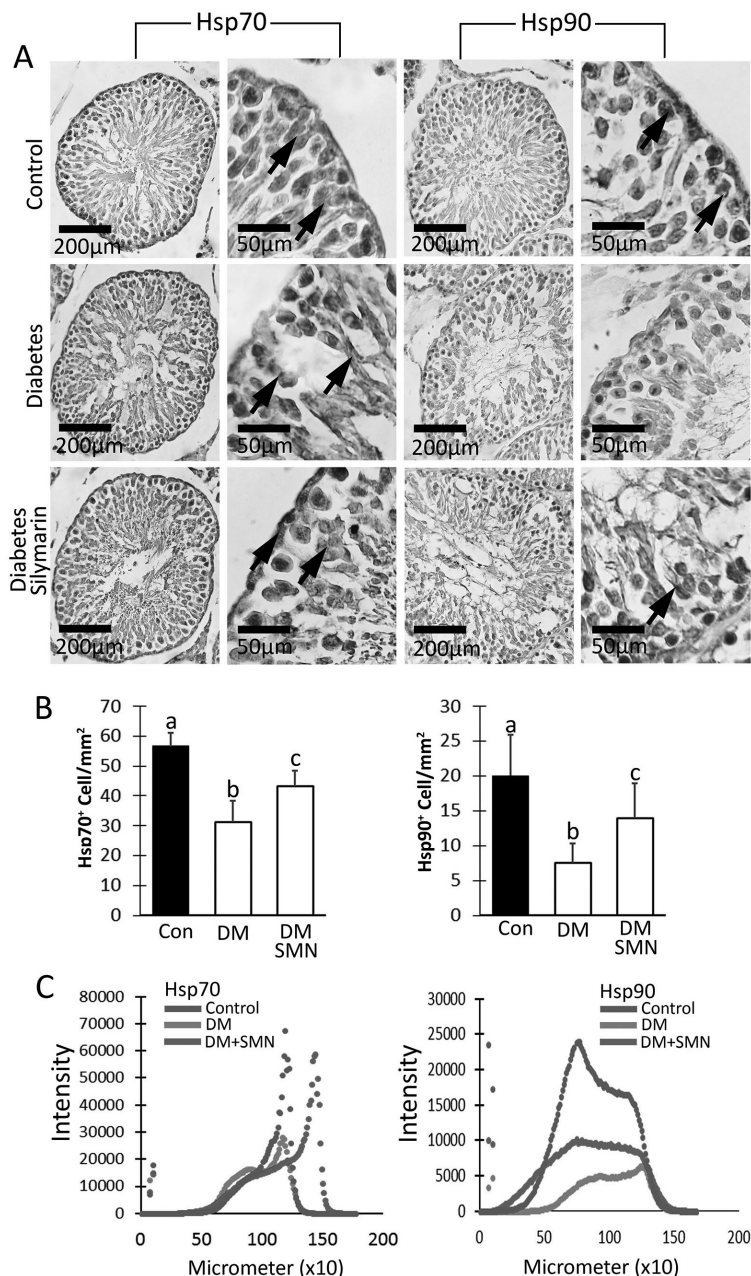 Hsp70 Hsp90
A
Control
200μm 50μm 200μm 50μm
Diabetes
200μm 50μm 200μm 50μm
Diabetes
Silymarin
200μm 50μm 200μm 50μm
B
Hsp70⁺ Cell/mm²
70
60
50
40
30
20
10
0
a
b
c
Con DM DM
SMN
Hsp90⁺ Cell/mm²
30
25
20
15
10
5
0
a
b
c
Con DM DM
SMN
C
Hsp70
Control
DM
DM+SMN
Intensity
80000
70000
60000
50000
40000
30000
20000
10000
0
0 50 100 150 200
Micrometer (x10)
Hsp90
Control
DM
DM+SMN
Intensity
30000
25000
20000
15000
10000
5000
0
0 50 100 150 200
Micrometer (x10)